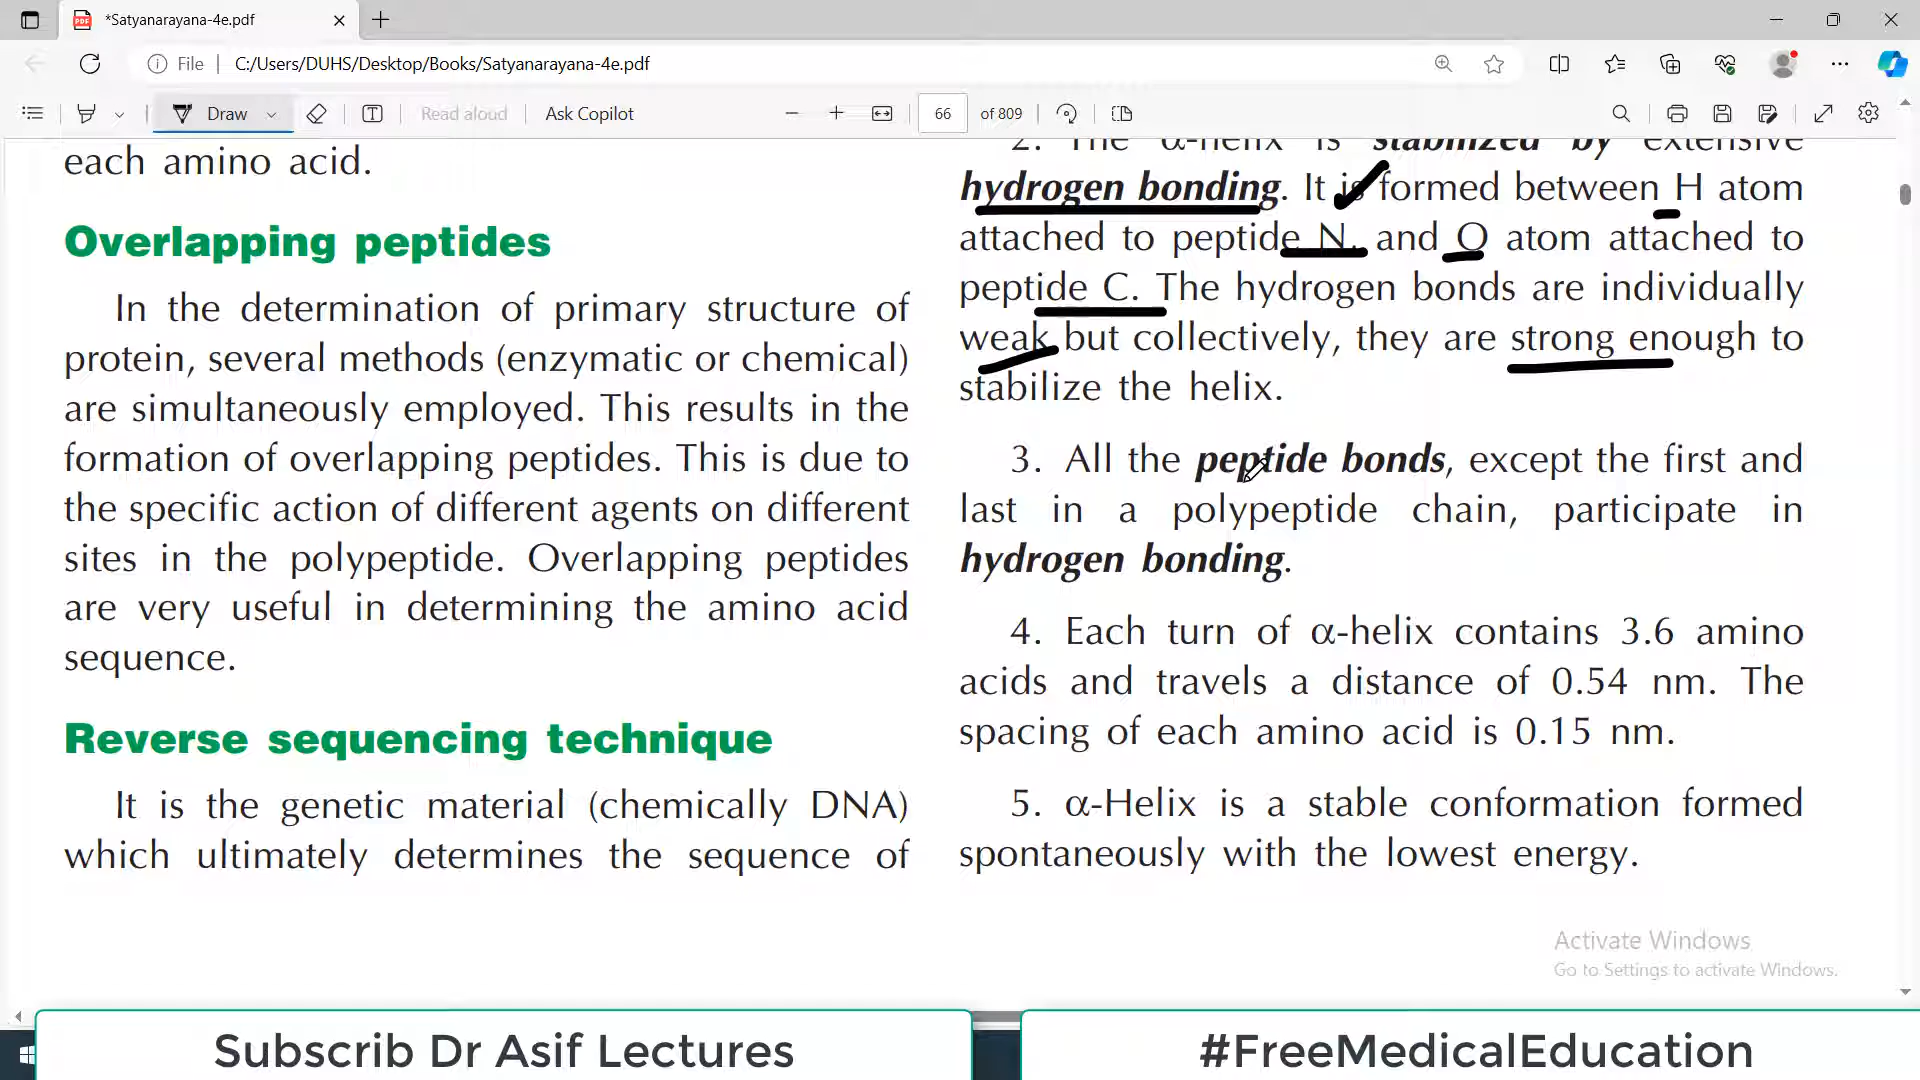 *Satyanarayana-4e.pdf
File
C:/Users/DUHS/Desktop/Books/Satyanarayana-4e.pdf
Draw
Read aloud
Ask Copilot
66 of 809
each amino acid.
Overlapping peptides
In the determination of primary structure of
protein, several methods (enzymatic or chemical)
are simultaneously employed. This results in the
formation of overlapping peptides. This is due to
the specific action of different agents on different
sites in the polypeptide. Overlapping peptides
are very useful in determining the amino acid
sequence.
Reverse sequencing technique
It is the genetic material (chemically DNA)
which ultimately determines the sequence of
2. The α-helix is stabilized by extensive
hydrogen bonding. It is formed between H atom
attached to peptide N, and O atom attached to
peptide C. The hydrogen bonds are individually
weak but collectively, they are strong enough to
stabilize the helix.
3. All the peptide bonds, except the first and
last in a polypeptide chain, participate in
hydrogen bonding.
4. Each turn of α-helix contains 3.6 amino
acids and travels a distance of 0.54 nm. The
spacing of each amino acid is 0.15 nm.
5. α-Helix is a stable conformation formed
spontaneously with the lowest energy.
Activate Windows
Go to Settings to activate Windows.
Subscrib Dr Asif Lectures
#FreeMedicalEducation